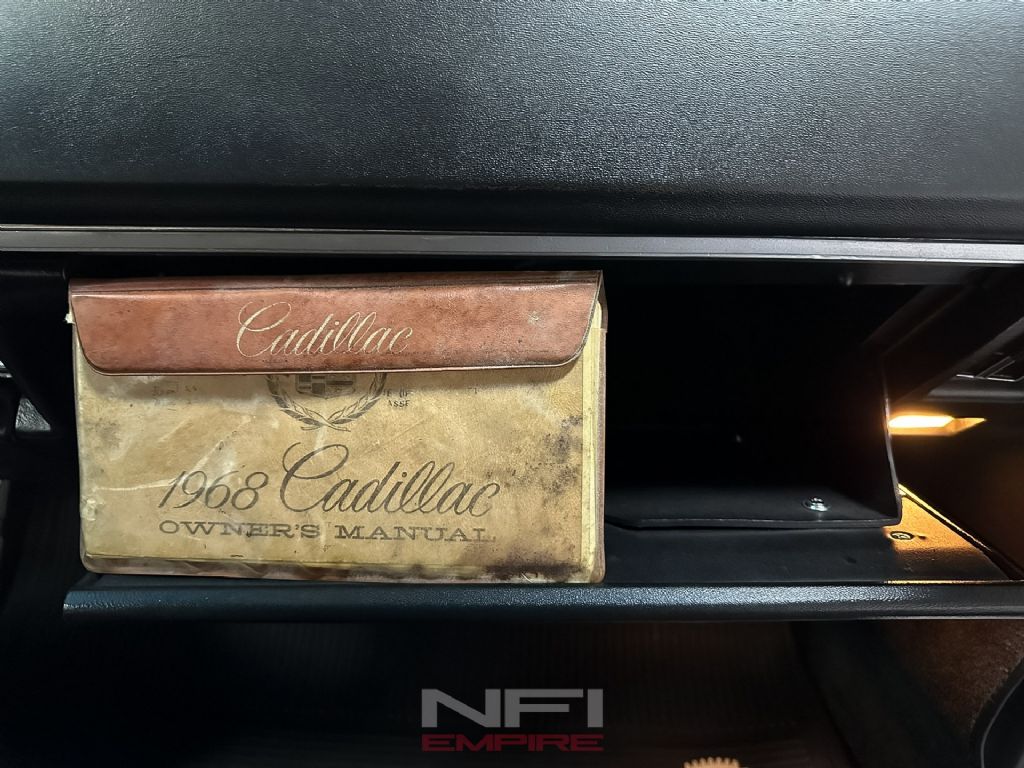 Cadillac
1968 Cadillac
OWNER'S MANUAL
NFI
EMPIRE